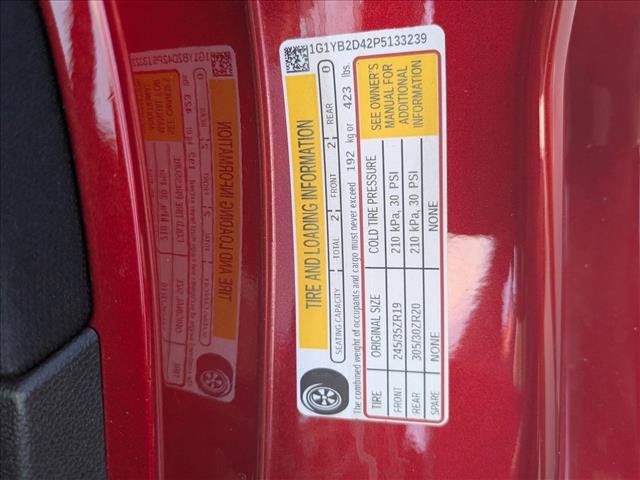 1G1YB2D42P5133239
TIRE AND LOADING INFORMATION
SEATING CAPACITY TOTAL 2 FRONT 2 REAR 0
The combined weight of occupants and cargo must never exceed 192 kg or 423 lbs.
TIRE ORIGINAL SIZE COLD TIRE PRESSURE
FRONT 245/35ZR19 210 kPa, 30 PSI
REAR 305/30ZR20 210 kPa, 30 PSI
SPARE NONE NONE
SEE OWNER'S
MANUAL FOR
ADDITIONAL
INFORMATION